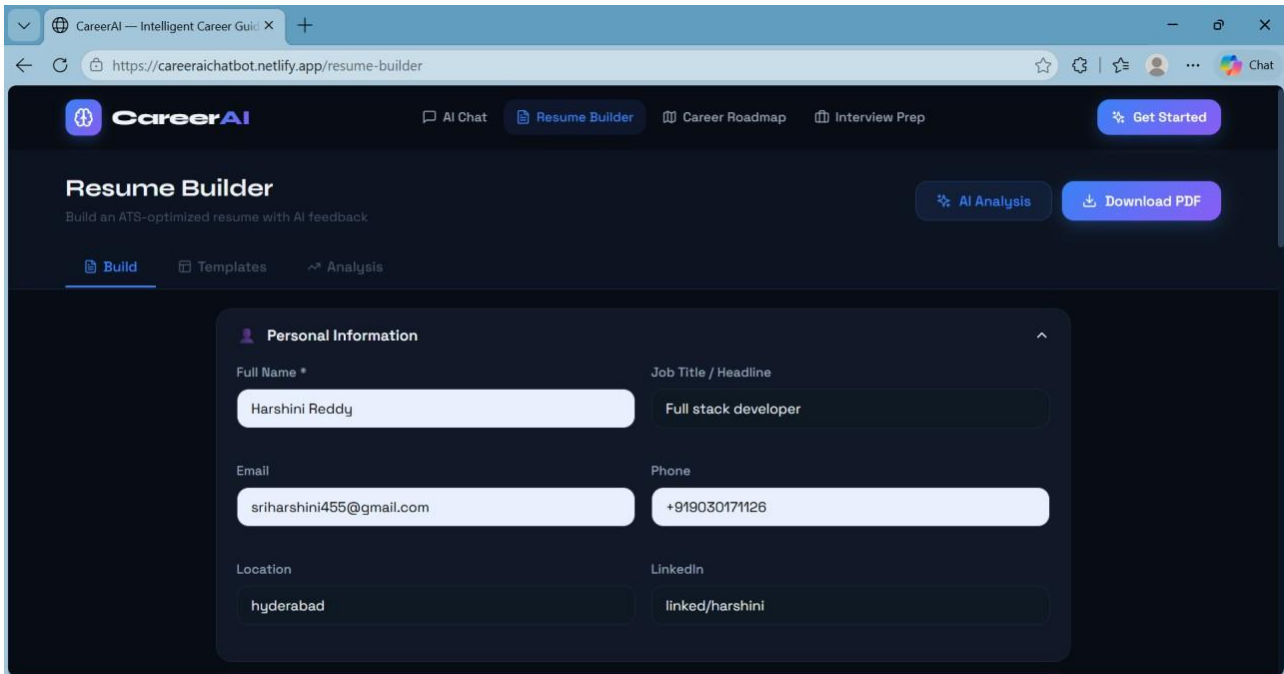 CareerAI — Intelligent Career Guid
https://careeraichatbot.netlify.app/resume-builder
Chat
CareerAI
AI Chat
Resume Builder
Career Roadmap
Interview Prep
Get Started
Resume Builder
Build an ATS-optimized resume with AI feedback
AI Analysis
Download PDF
Build
Templates
Analysis
Personal Information
Full Name *
Job Title / Headline
Harshini Reddy
Full stack developer
Email
Phone
sriharshini455@gmail.com
+919030171126
Location
LinkedIn
hyderabad
linked/harshini